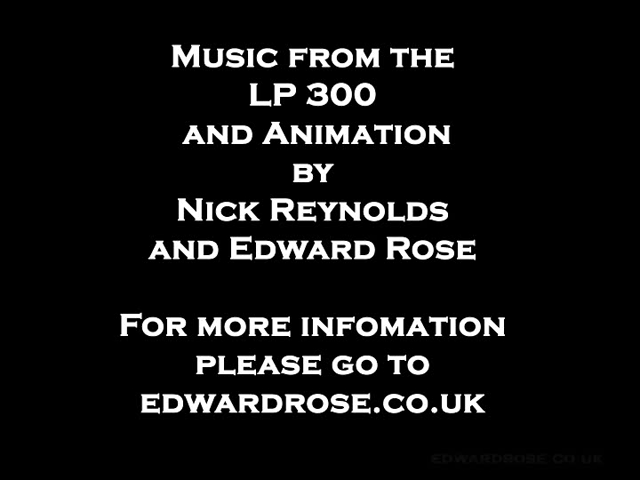 Music from the
LP 300
and Animation
by
Nick Reynolds
and Edward Rose
For more infomation
please go to
edwardrose.co.uk
edwardrose.co.uk